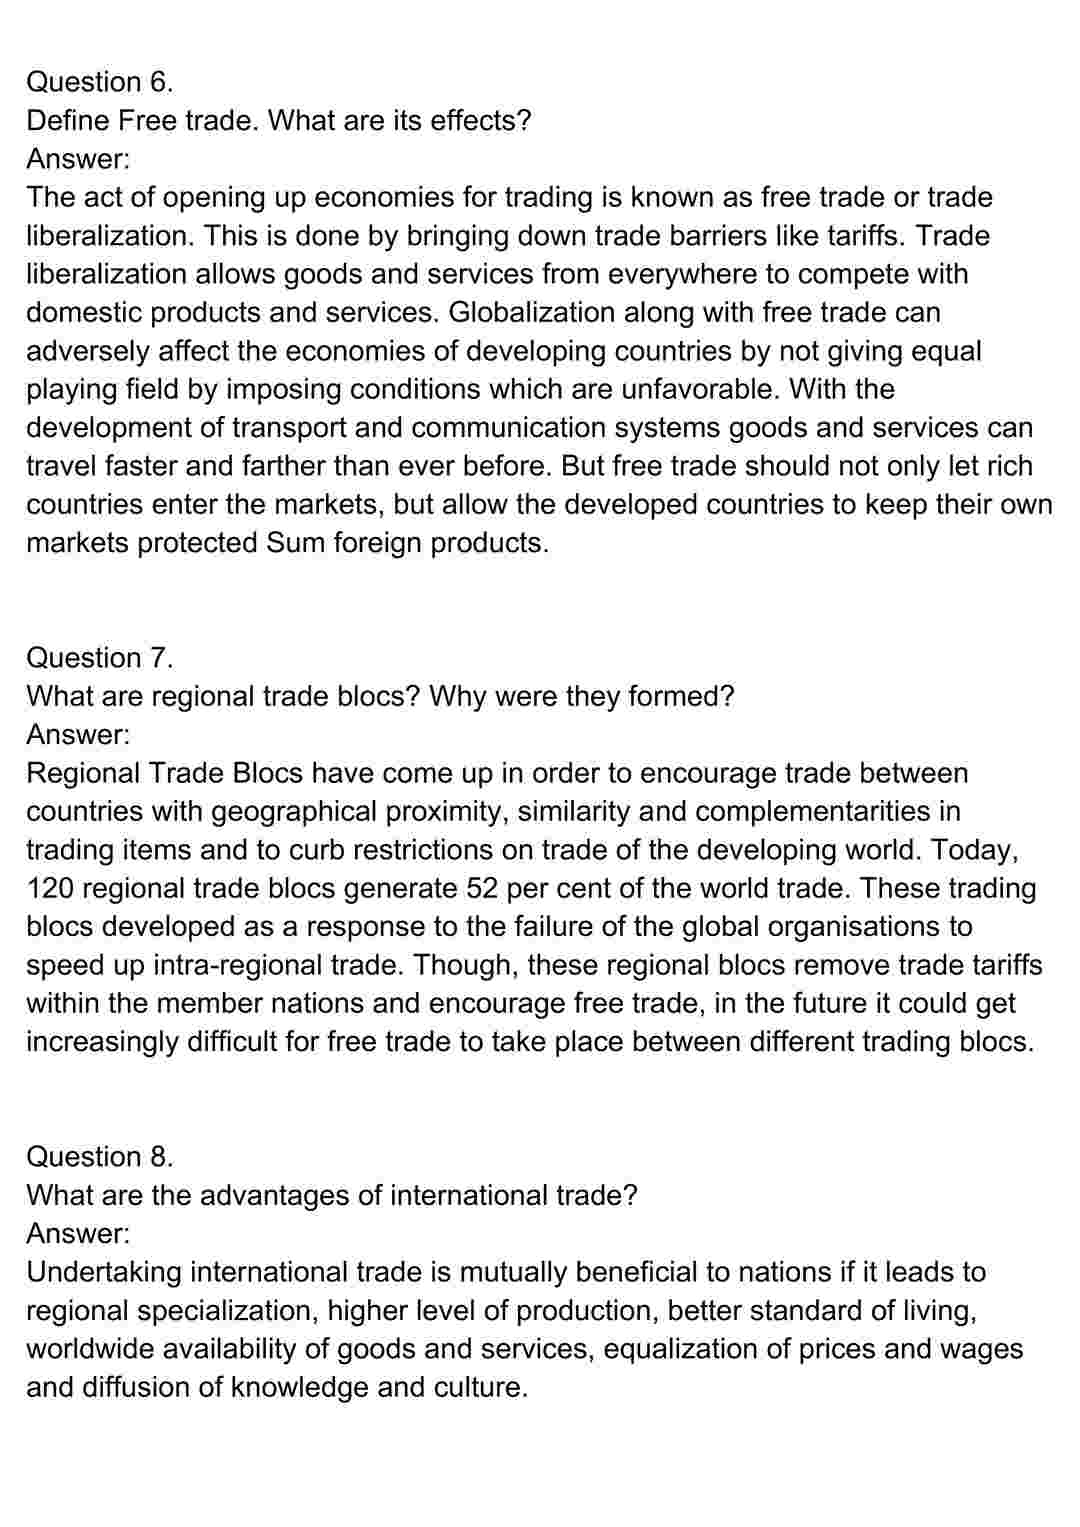 Question 6.
Define Free trade. What are its effects?
Answer:
The act of opening up economies for trading is known as free trade or trade
liberalization. This is done by bringing down trade barriers like tariffs. Trade
liberalization allows goods and services from everywhere to compete with
domestic products and services. Globalization along with free trade can
adversely affect the economies of developing countries by not giving equal
playing field by imposing conditions which are unfavorable. With the
development of transport and communication systems goods and services can
travel faster and farther than ever before. But free trade should not only let rich
countries enter the markets, but allow the developed countries to keep their own
markets protected Sum foreign products.
Question 7.
What are regional trade blocs? Why were they formed?
Answer:
Regional Trade Blocs have come up in order to encourage trade between
countries with geographical proximity, similarity and complementarities in
trading items and to curb restrictions on trade of the developing world. Today,
120 regional trade blocs generate 52 per cent of the world trade. These trading
blocs developed as a response to the failure of the global organisations to
speed up intra-regional trade. Though, these regional blocs remove trade tariffs
within the member nations and encourage free trade, in the future it could get
increasingly difficult for free trade to take place between different trading blocs.
Question 8.
What are the advantages of international trade?
Answer:
Undertaking international trade is mutually beneficial to nations if it leads to
regional specialization, higher level of production, better standard of living,
worldwide availability of goods and services, equalization of prices and wages
and diffusion of knowledge and culture.